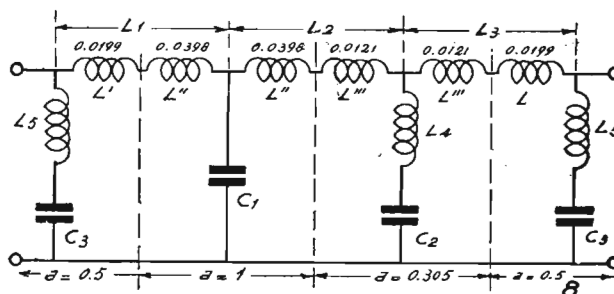 L1 L2 L3
0.0199 0.0398 0.0398 0.0121 0.0121 0.0199
L' L" L" L''' L''' L
L5 L4 L5
C3 C1 C2 C3
a = 0.5 a = 1 a = 0.305 a = 0.5
8